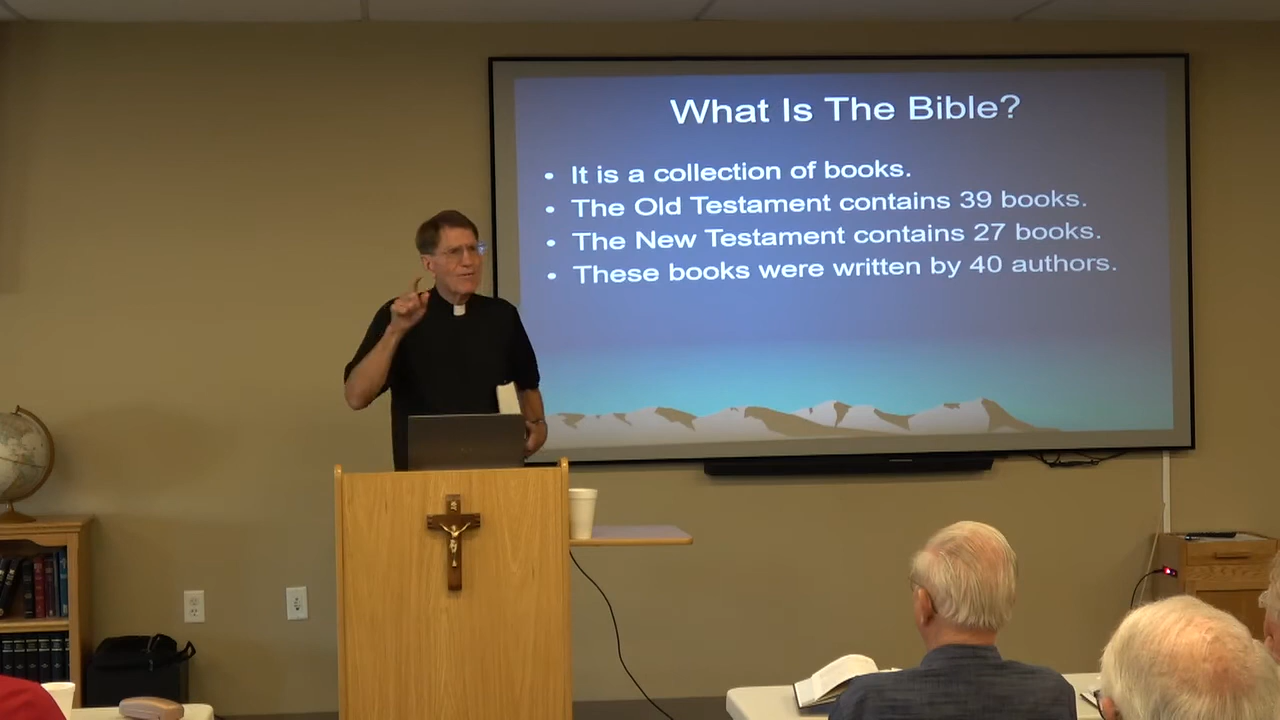 What Is The Bible?
• It is a collection of books.
• The Old Testament contains 39 books.
• The New Testament contains 27 books.
• These books were written by 40 authors.